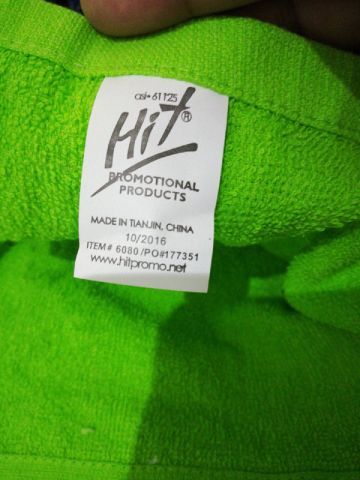 asi•61125
Hit®
PROMOTIONAL
PRODUCTS
MADE IN TIANJIN, CHINA
10/2016
ITEM# 6080/PO#177351
www.hitpromo.net